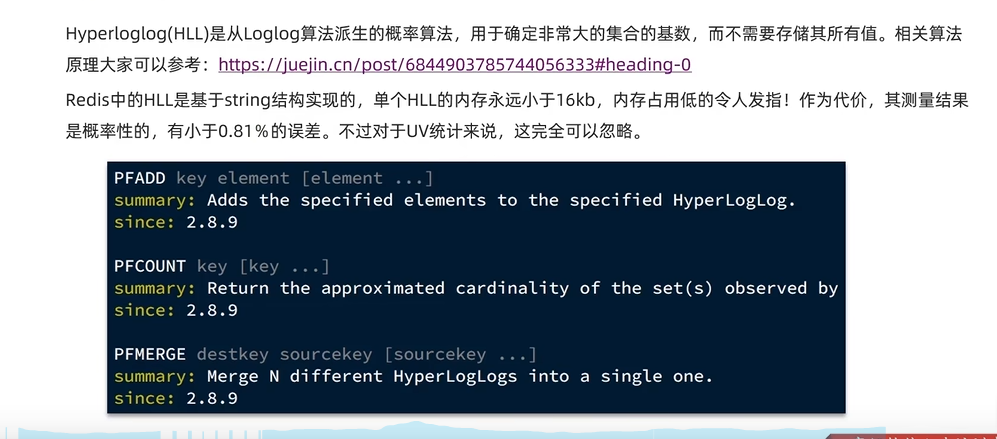 Hyperloglog(HLL)是从Loglog算法派生的概率算法，用于确定非常大的集合的基数，而不需要存储其所有值。相关算法
原理大家可以参考：https://juejin.cn/post/6844903785744056333#heading-0
Redis中的HLL是基于string结构实现的，单个HLL的内存永远小于16kb，内存占用低的令人发指！作为代价，其测量结果
是概率性的，有小于0.81％的误差。不过对于UV统计来说，这完全可以忽略。
PFADD key element [element ...]
summary: Adds the specified elements to the specified HyperLogLog.
since: 2.8.9
PFCOUNT key [key ...]
summary: Return the approximated cardinality of the set(s) observed by
since: 2.8.9
PFMERGE destkey sourcekey [sourcekey ...]
summary: Merge N different HyperLogLogs into a single one.
since: 2.8.9